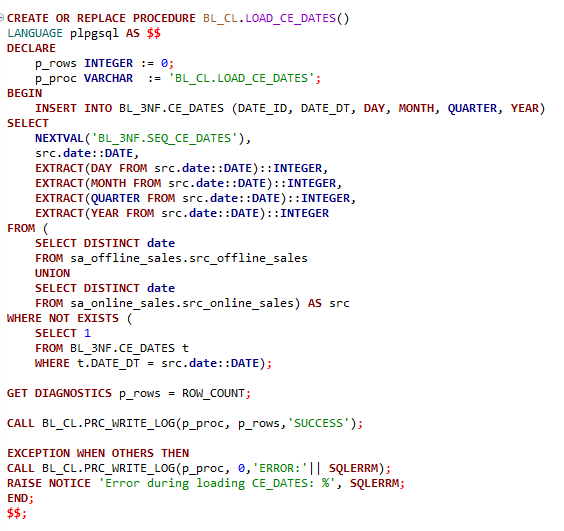 CREATE OR REPLACE PROCEDURE BL_CL.LOAD_CE_DATES()
LANGUAGE plpgsql AS $$
DECLARE
    p_rows INTEGER := 0;
    p_proc VARCHAR  := 'BL_CL.LOAD_CE_DATES';
BEGIN
    INSERT INTO BL_3NF.CE_DATES (DATE_ID, DATE_DT, DAY, MONTH, QUARTER, YEAR)
SELECT
    NEXTVAL('BL_3NF.SEQ_CE_DATES'),
    src.date::DATE,
    EXTRACT(DAY FROM src.date::DATE)::INTEGER,
    EXTRACT(MONTH FROM src.date::DATE)::INTEGER,
    EXTRACT(QUARTER FROM src.date::DATE)::INTEGER,
    EXTRACT(YEAR FROM src.date::DATE)::INTEGER
FROM (
    SELECT DISTINCT date
    FROM sa_offline_sales.src_offline_sales
    UNION
    SELECT DISTINCT date
    FROM sa_online_sales.src_online_sales) AS src
WHERE NOT EXISTS (
    SELECT 1
    FROM BL_3NF.CE_DATES t
    WHERE t.DATE_DT = src.date::DATE);

GET DIAGNOSTICS p_rows = ROW_COUNT;

CALL BL_CL.PRC_WRITE_LOG(p_proc, p_rows,'SUCCESS');

EXCEPTION WHEN OTHERS THEN
CALL BL_CL.PRC_WRITE_LOG(p_proc, 0,'ERROR:'|| SQLERRM);
RAISE NOTICE 'Error during loading CE_DATES: %', SQLERRM;
END;
$$;